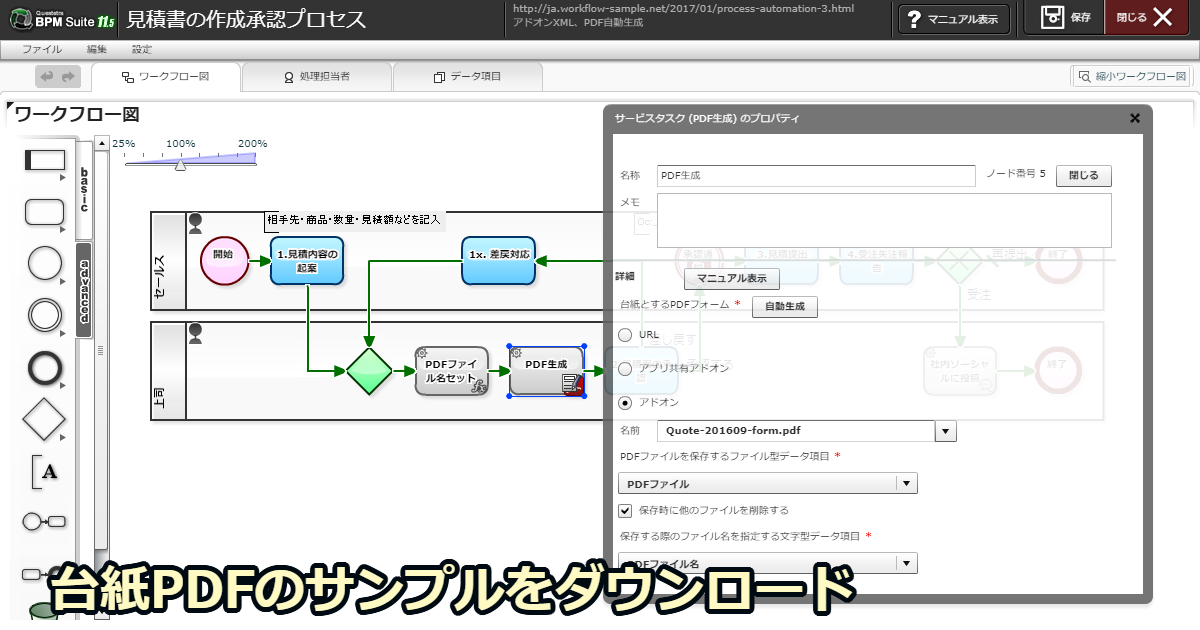 Questetra
BPM Suite 11.5
見積書の作成承認プロセス
http://ja.workflow-sample.net/2017/01/process-automation-3.html
アドオンXML、PDF自動生成
? マニュアル表示
保存
閉じる
ファイル 編集 設定
ワークフロー図
処理担当者
データ項目
縮小ワークフロー図
ワークフロー図
25% 100% 200%
basic
advanced
A
セールス
開始
相手先・商品・数量・見積額などを記入
1.見積内容の
起案
1x. 差戻対応
上司
PDFファイ
ル名セット
PDF生成
サービスタスク (PDF生成) のプロパティ
名称
PDF生成
ノード番号 5
閉じる
メモ
承認通
3.見積提出
4.受注失注報
告
再提出
終了
受注
差し戻す
承認する
社内ソーシャ
ルに投稿
終了
詳細
マニュアル表示
台紙とするPDFフォーム *
自動生成
URL
アプリ共有アドオン
アドオン
名前
Quote-201609-form.pdf
PDFファイルを保存するファイル型データ項目 *
PDFファイル
保存時に他のファイルを削除する
保存する際のファイル名を指定する文字型データ項目 *
PDFファイル名
台紙PDFのサンプルをダウンロード